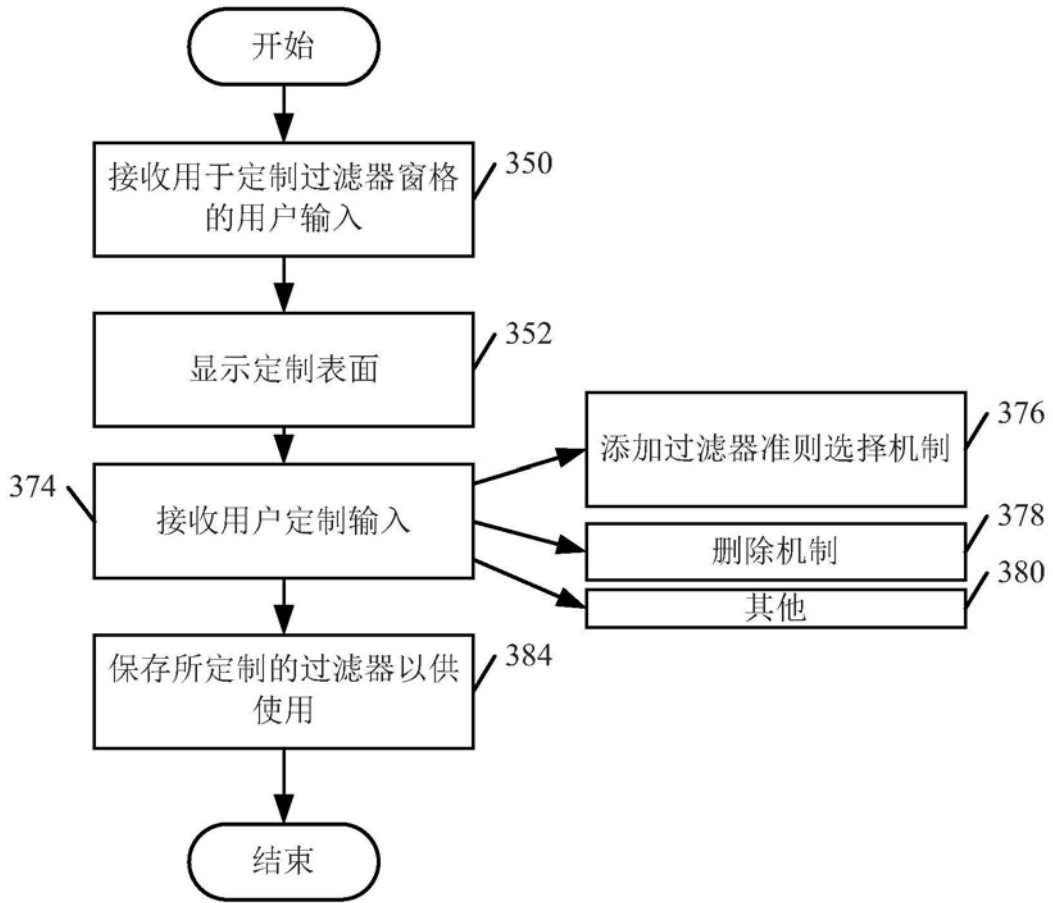 开始
接收用于定制过滤器窗格
的用户输入
350
显示定制表面
352
374
接收用户定制输入
添加过滤器准则选择机制
376
删除机制
378
其他
380
保存所定制的过滤器以供
使用
384
结束